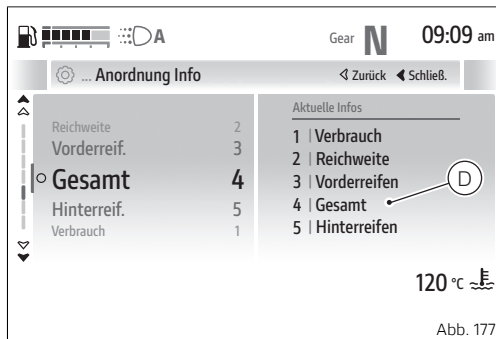 A Gear N 09:09 am
... Anordnung Info Zurück Schließ.
Reichweite 2
Vorderreif. 3
Gesamt 4
Hinterreif. 5
Verbrauch 1
Aktuelle Infos
1 | Verbrauch
2 | Reichweite
3 | Vorderreifen
4 | Gesamt
5 | Hinterreifen
D
120 °C
Abb. 177